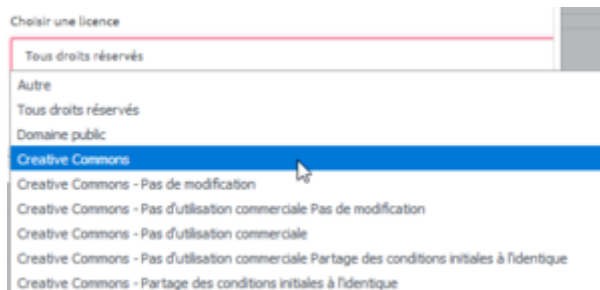 Choisir une licence
Tous droits réservés
Autre
Tous droits réservés
Domaine public
Creative Commons
Creative Commons - Pas de modification
Creative Commons - Pas d'utilisation commerciale Pas de modification
Creative Commons - Pas d'utilisation commerciale
Creative Commons - Pas d'utilisation commerciale Partage des conditions initiales à l'identique
Creative Commons - Partage des conditions initiales à l'identique